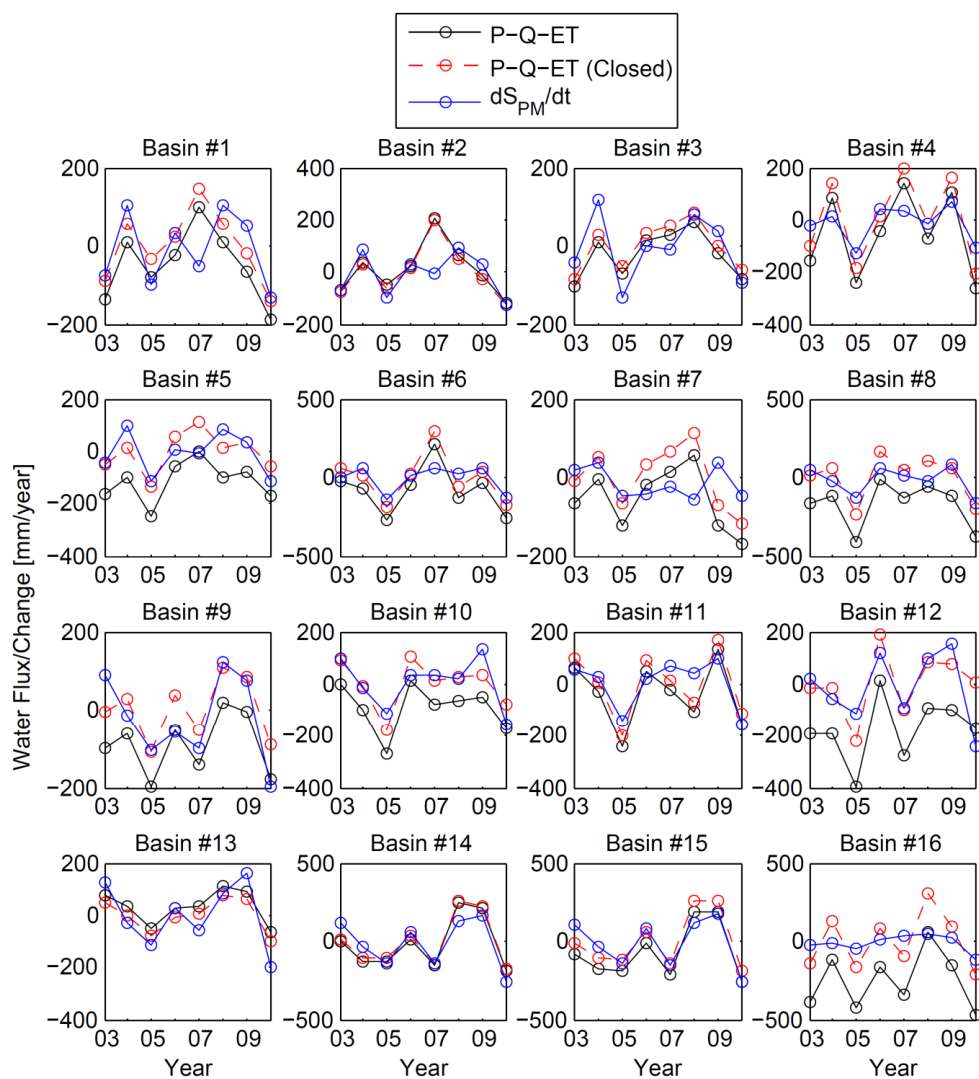 P−Q−ET
P−Q−ET (Closed)
dS_PM/dt
Basin #1 Basin #2 Basin #3 Basin #4
200 400 200 200
0 200 0 0
0 −200
−200 −200 −200 −400
03 05 07 09 03 05 07 09 03 05 07 09 03 05 07 09
Basin #5 Basin #6 Basin #7 Basin #8
200 500 200 500
0 0 0 0
−200
−400 −500 −200 −500
03 05 07 09 03 05 07 09 03 05 07 09 03 05 07 09
Water Flux/Change [mm/year]
Basin #9 Basin #10 Basin #11 Basin #12
200 200 200 200
0 0 0 0
−200 −200 −200
−200 −400 −400 −400
03 05 07 09 03 05 07 09 03 05 07 09 03 05 07 09
Basin #13 Basin #14 Basin #15 Basin #16
200 500 500 500
0 0 0 0
−200
−400 −500 −500 −500
03 05 07 09 03 05 07 09 03 05 07 09 03 05 07 09
Year Year Year Year